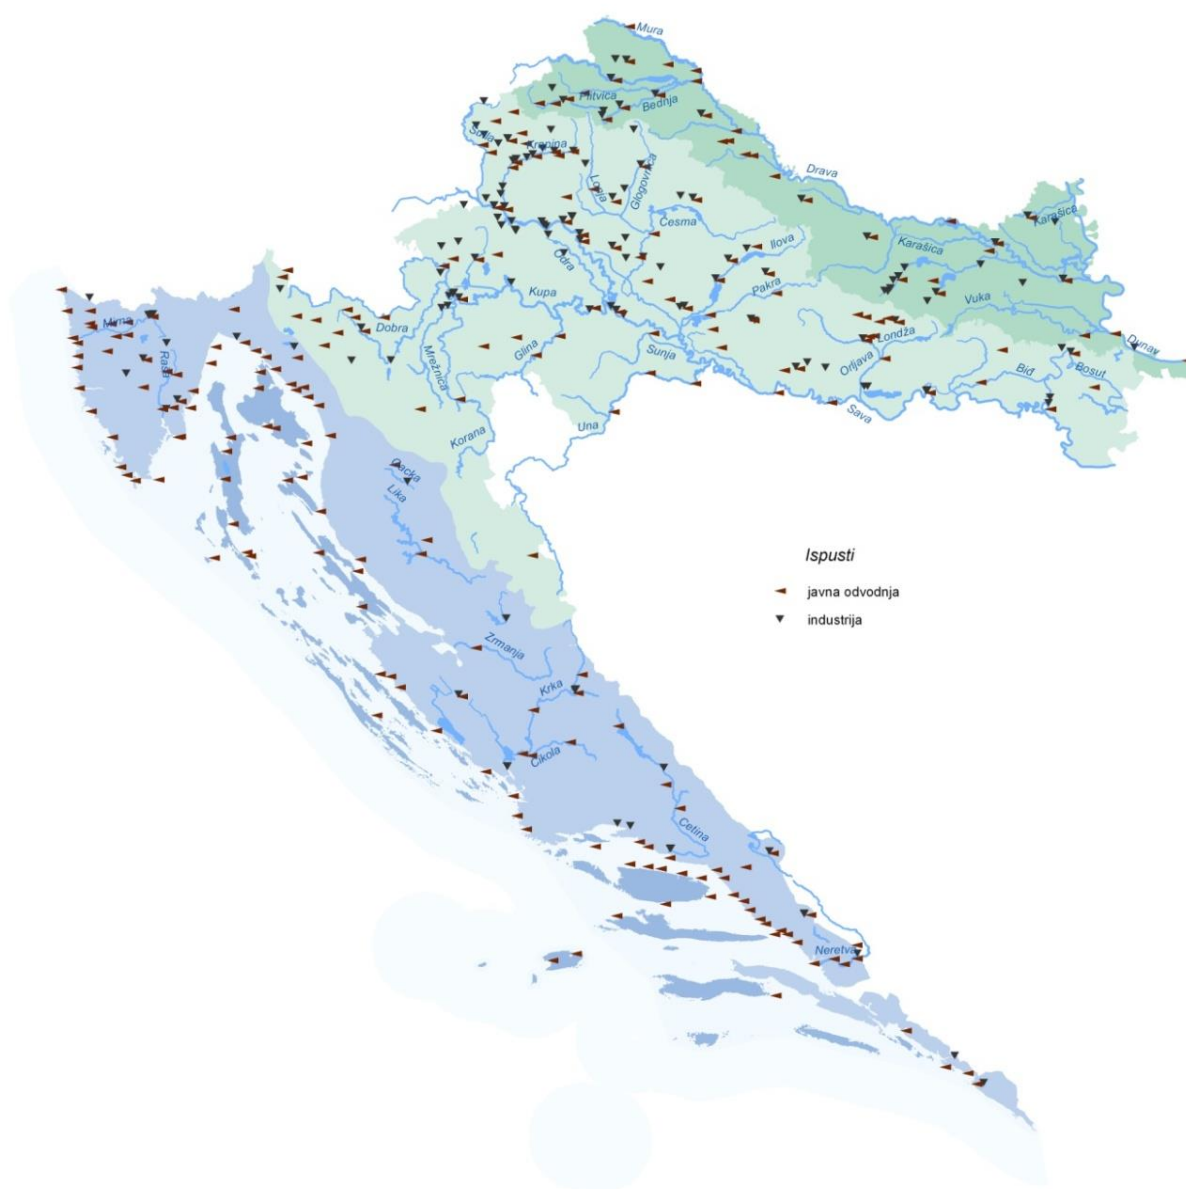 Mura
Plitvica
Bednja
Sutla
Krapina
Lonja
Glogovnica
Drava
Karašica
Česma
Ilova
Karašica
Odra
Pakra
Kupa
Vuka
Mirna
Dobra
Londža
Dunav
Raša
Mrežnica
Glina
Sunja
Orljava
Biđ
Bosut
Sava
Korana
Una
Gacka
Lika
Ispusti
javna odvodnja
industrija
Zrmanja
Krka
Čikola
Cetina
Neretva